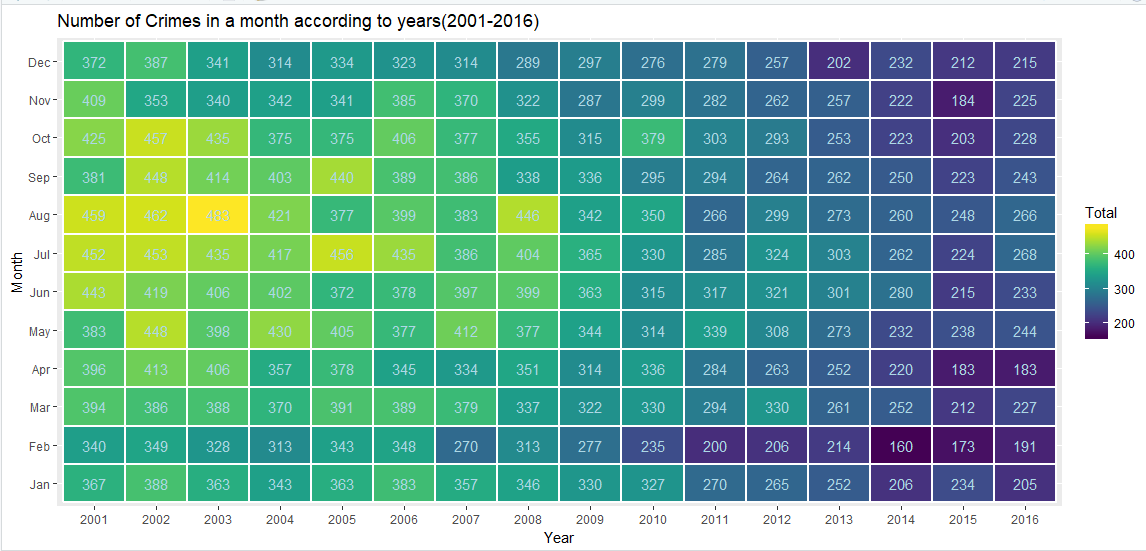 Number of Crimes in a month according to years(2001-2016)
Dec 372 387 341 314 334 323 314 289 297 276 279 257 202 232 212 215
Nov 409 353 340 342 341 385 370 322 287 299 282 262 257 222 184 225
Oct 425 457 435 375 375 406 377 355 315 379 303 293 253 223 203 228
Sep 381 448 414 403 440 389 386 338 336 295 294 264 262 250 223 243
Aug 459 462 421 377 399 383 446 342 350 266 299 273 260 248 266
Jul 452 453 435 417 456 435 386 404 365 330 285 324 303 262 224 268
Jun 443 419 406 402 372 378 397 399 363 315 317 321 301 280 215 233
May 383 448 398 430 405 377 412 377 344 314 339 308 273 232 238 244
Apr 396 413 406 357 378 345 334 351 314 336 284 263 252 220 183 183
Mar 394 386 388 370 391 389 379 337 322 330 294 330 261 252 212 227
Feb 340 349 328 313 343 348 270 313 277 235 200 206 214 160 173 191
Jan 367 388 363 343 363 383 357 346 330 327 270 265 252 206 234 205
2001 2002 2003 2004 2005 2006 2007 2008 2009 2010 2011 2012 2013 2014 2015 2016
Year
Month
Total
400
300
200